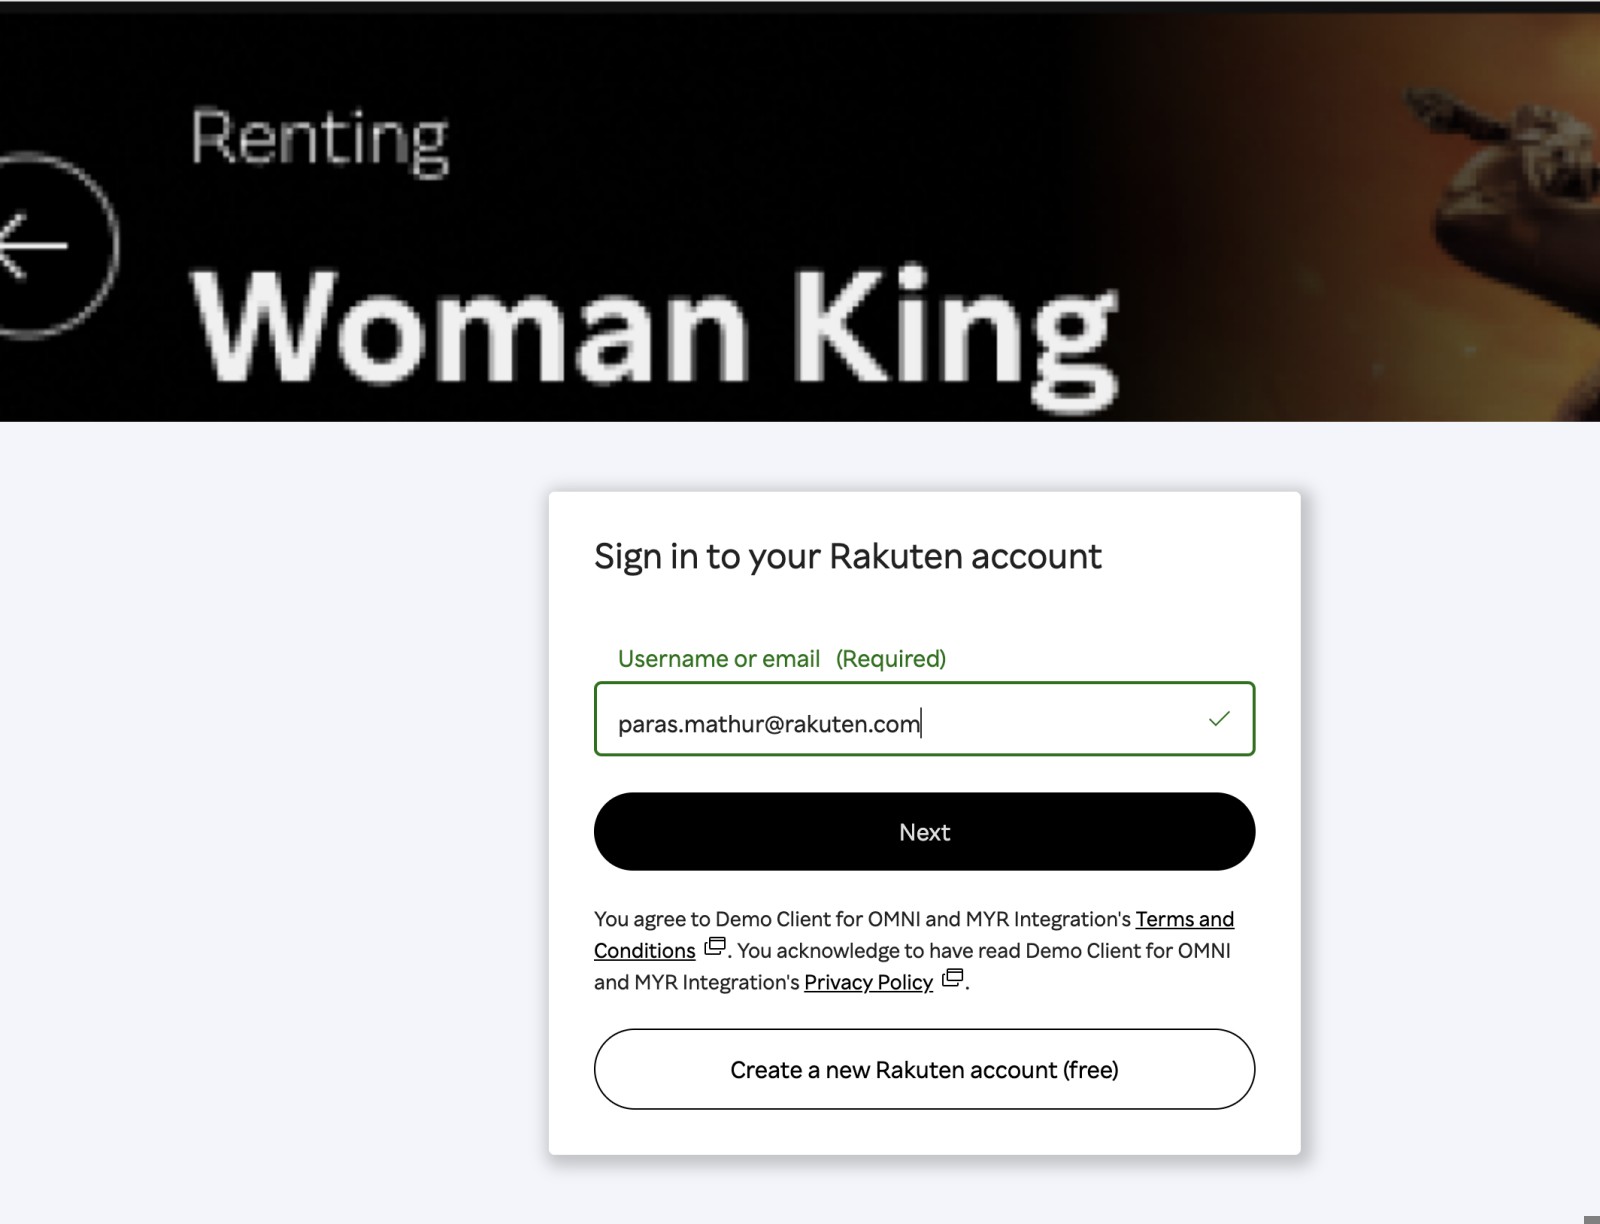 Renting
Woman King
Sign in to your Rakuten account
Username or email (Required)
paras.mathur@rakuten.com
Next
You agree to Demo Client for OMNI and MYR Integration's Terms and
Conditions . You acknowledge to have read Demo Client for OMNI
and MYR Integration's Privacy Policy .
Create a new Rakuten account (free)